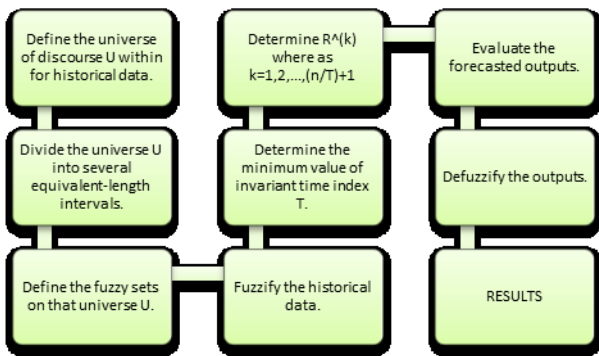 Define the universe
of discourse U within
for historical data.
Divide the universe U
into several
equivalent-length
intervals.
Define the fuzzy sets
on that universe U.
Fuzzify the historical
data.
Determine the
minimum value of
invariant time index
T.
Determine R^(k)
where as
k=1,2,...,(n/T)+1
Evaluate the
forecasted outputs.
Defuzzify the outputs.
RESULTS